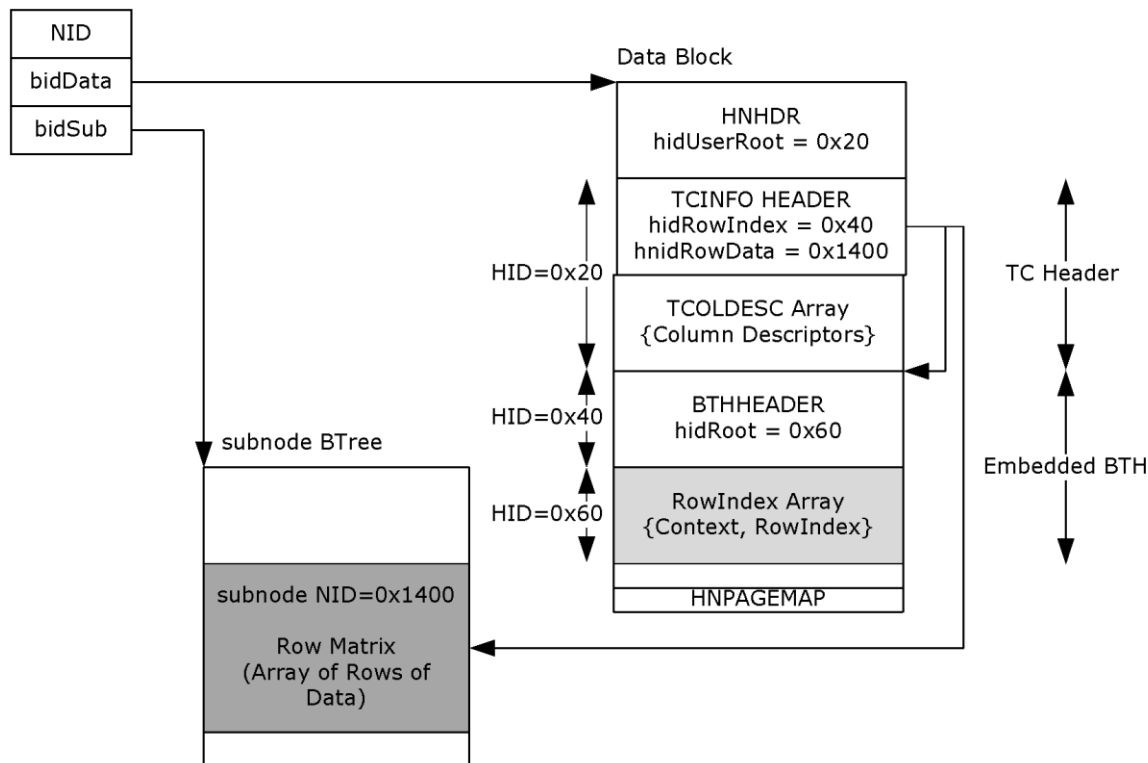 NID
bidData
bidSub
Data Block
HNHDR
hidUserRoot = 0x20
TCINFO HEADER
hidRowIndex = 0x40
hnidRowData = 0x1400
HID=0x20
TC Header
TCOLDESC Array
{Column Descriptors}
HID=0x40
BTHHEADER
hidRoot = 0x60
subnode BTree
Embedded BTH
HID=0x60
RowIndex Array
{Context, RowIndex}
HNPAGEMAP
subnode NID=0x1400
Row Matrix
(Array of Rows of
Data)